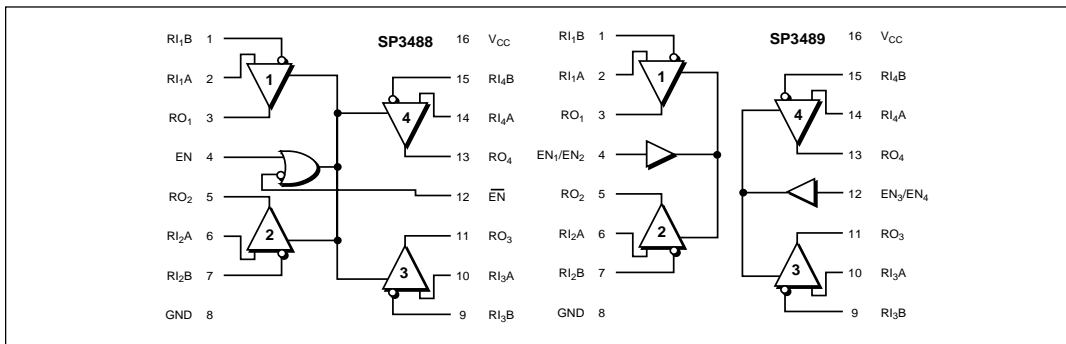 SP3488
RI1B 1
RI1A 2
RO1 3
EN 4
RO2 5
RI2A 6
RI2B 7
GND 8
16 VCC
15 RI4B
14 RI4A
13 RO4
12 E̅N̅
11 RO3
10 RI3A
9 RI3B
1
2
3
4
SP3489
RI1B 1
RI1A 2
RO1 3
EN1/EN2 4
RO2 5
RI2A 6
RI2B 7
GND 8
16 VCC
15 RI4B
14 RI4A
13 RO4
12 EN3/EN4
11 RO3
10 RI3A
9 RI3B
1
2
3
4